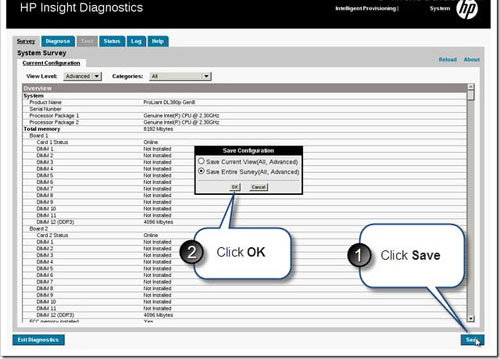 HP Insight Diagnostics
Intelligent Provisioning | System
hp
Survey Diagnose Test Status Log Help
System Survey
Reload About
Current Configuration
View Level: Advanced Categories: All
Overview
System
Product Name ProLiant DL380p Gen8
Serial Number
Processor Package 1 Genuine Intel(P) CPU @ 2.30GHz
Processor Package 2 Genuine Intel(P) CPU @ 2.30GHz
Total memory 8192 Mbytes
Board 1
Card 1 Status Online
DIMM 1 Not Installed
DIMM 2 Not Installed
DIMM 3 Not Installed
DIMM 4 Not Installed
DIMM 5 Not Installed
DIMM 6 Not Installed
DIMM 7 Not Installed
DIMM 8 Not Installed
DIMM 9 Not Installed
DIMM 10 Not Installed
DIMM 11 Not Installed
DIMM 12 (DDR3) 4096 Mbytes
Board 2
Card 2 Status Online
DIMM 1 Not Installed
DIMM 2 Not Installed
DIMM 3 Not Installed
DIMM 4 Not Installed
DIMM 5 Not Installed
DIMM 6 Not Installed
DIMM 7 Not Installed
DIMM 8 Not Installed
DIMM 9 Not Installed
DIMM 10 Not Installed
DIMM 11 Not Installed
DIMM 12 (DDR3) 4096 Mbytes
ECC memory installed Yes
Save Configuration
Save Current View(All, Advanced)
Save Entire Survey(All, Advanced)
OK Cancel
2 Click OK
1 Click Save
Exit Diagnostics
Save